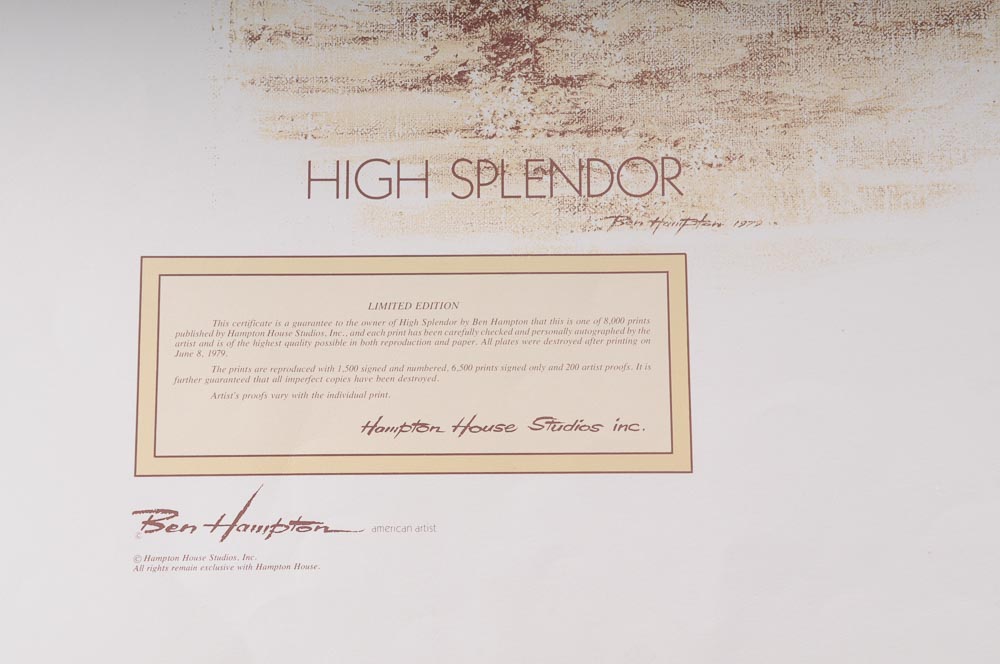 HIGH SPLENDOR
Ben Hampton 1979
LIMITED EDITION
This certificate is a guarantee to the owner of High Splendor by Ben Hampton that this is one of 8,000 prints
published by Hampton House Studios, Inc., and each print has been carefully checked and personally autographed by the
artist and is of the highest quality possible in both reproduction and paper. All plates were destroyed after printing on
June 8, 1979.
The prints are reproduced with 1,500 signed and numbered, 6,500 prints signed only and 200 artist proofs. It is
further guaranteed that all imperfect copies have been destroyed.
Artist's proofs vary with the individual print.
Hampton House Studios inc.
Ben Hampton american artist
©
© Hampton House Studios, Inc.
All rights remain exclusive with Hampton House.